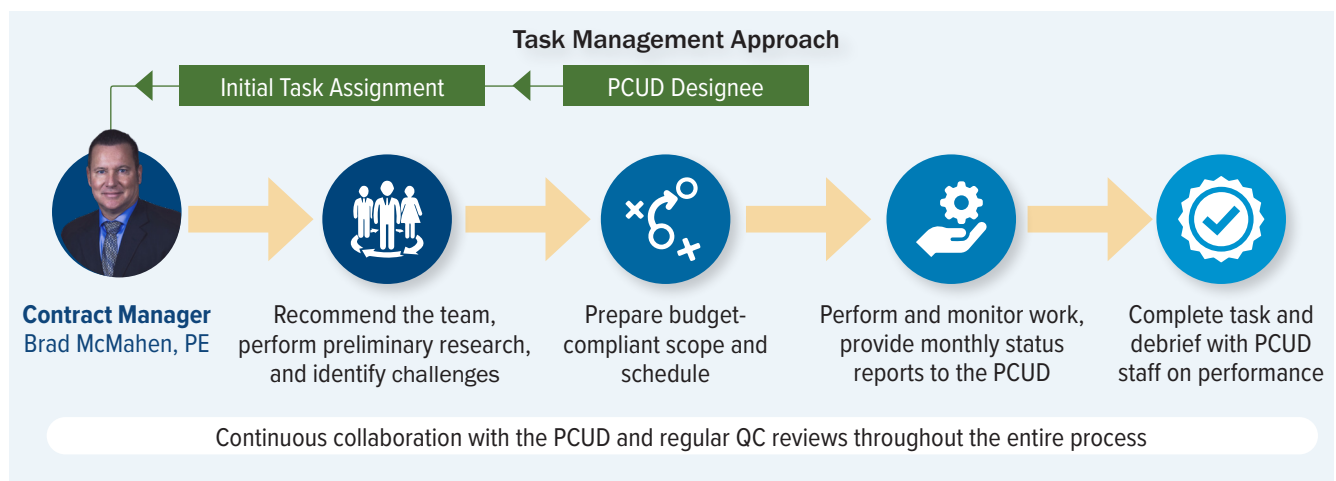 Task Management Approach
Initial Task Assignment
PCUD Designee
Contract Manager
Brad McMahen, PE
Recommend the team,
perform preliminary research,
and identify challenges
Prepare budget-
compliant scope and
schedule
Perform and monitor work,
provide monthly status
reports to the PCUD
Complete task and
debrief with PCUD
staff on performance
Continuous collaboration with the PCUD and regular QC reviews throughout the entire process